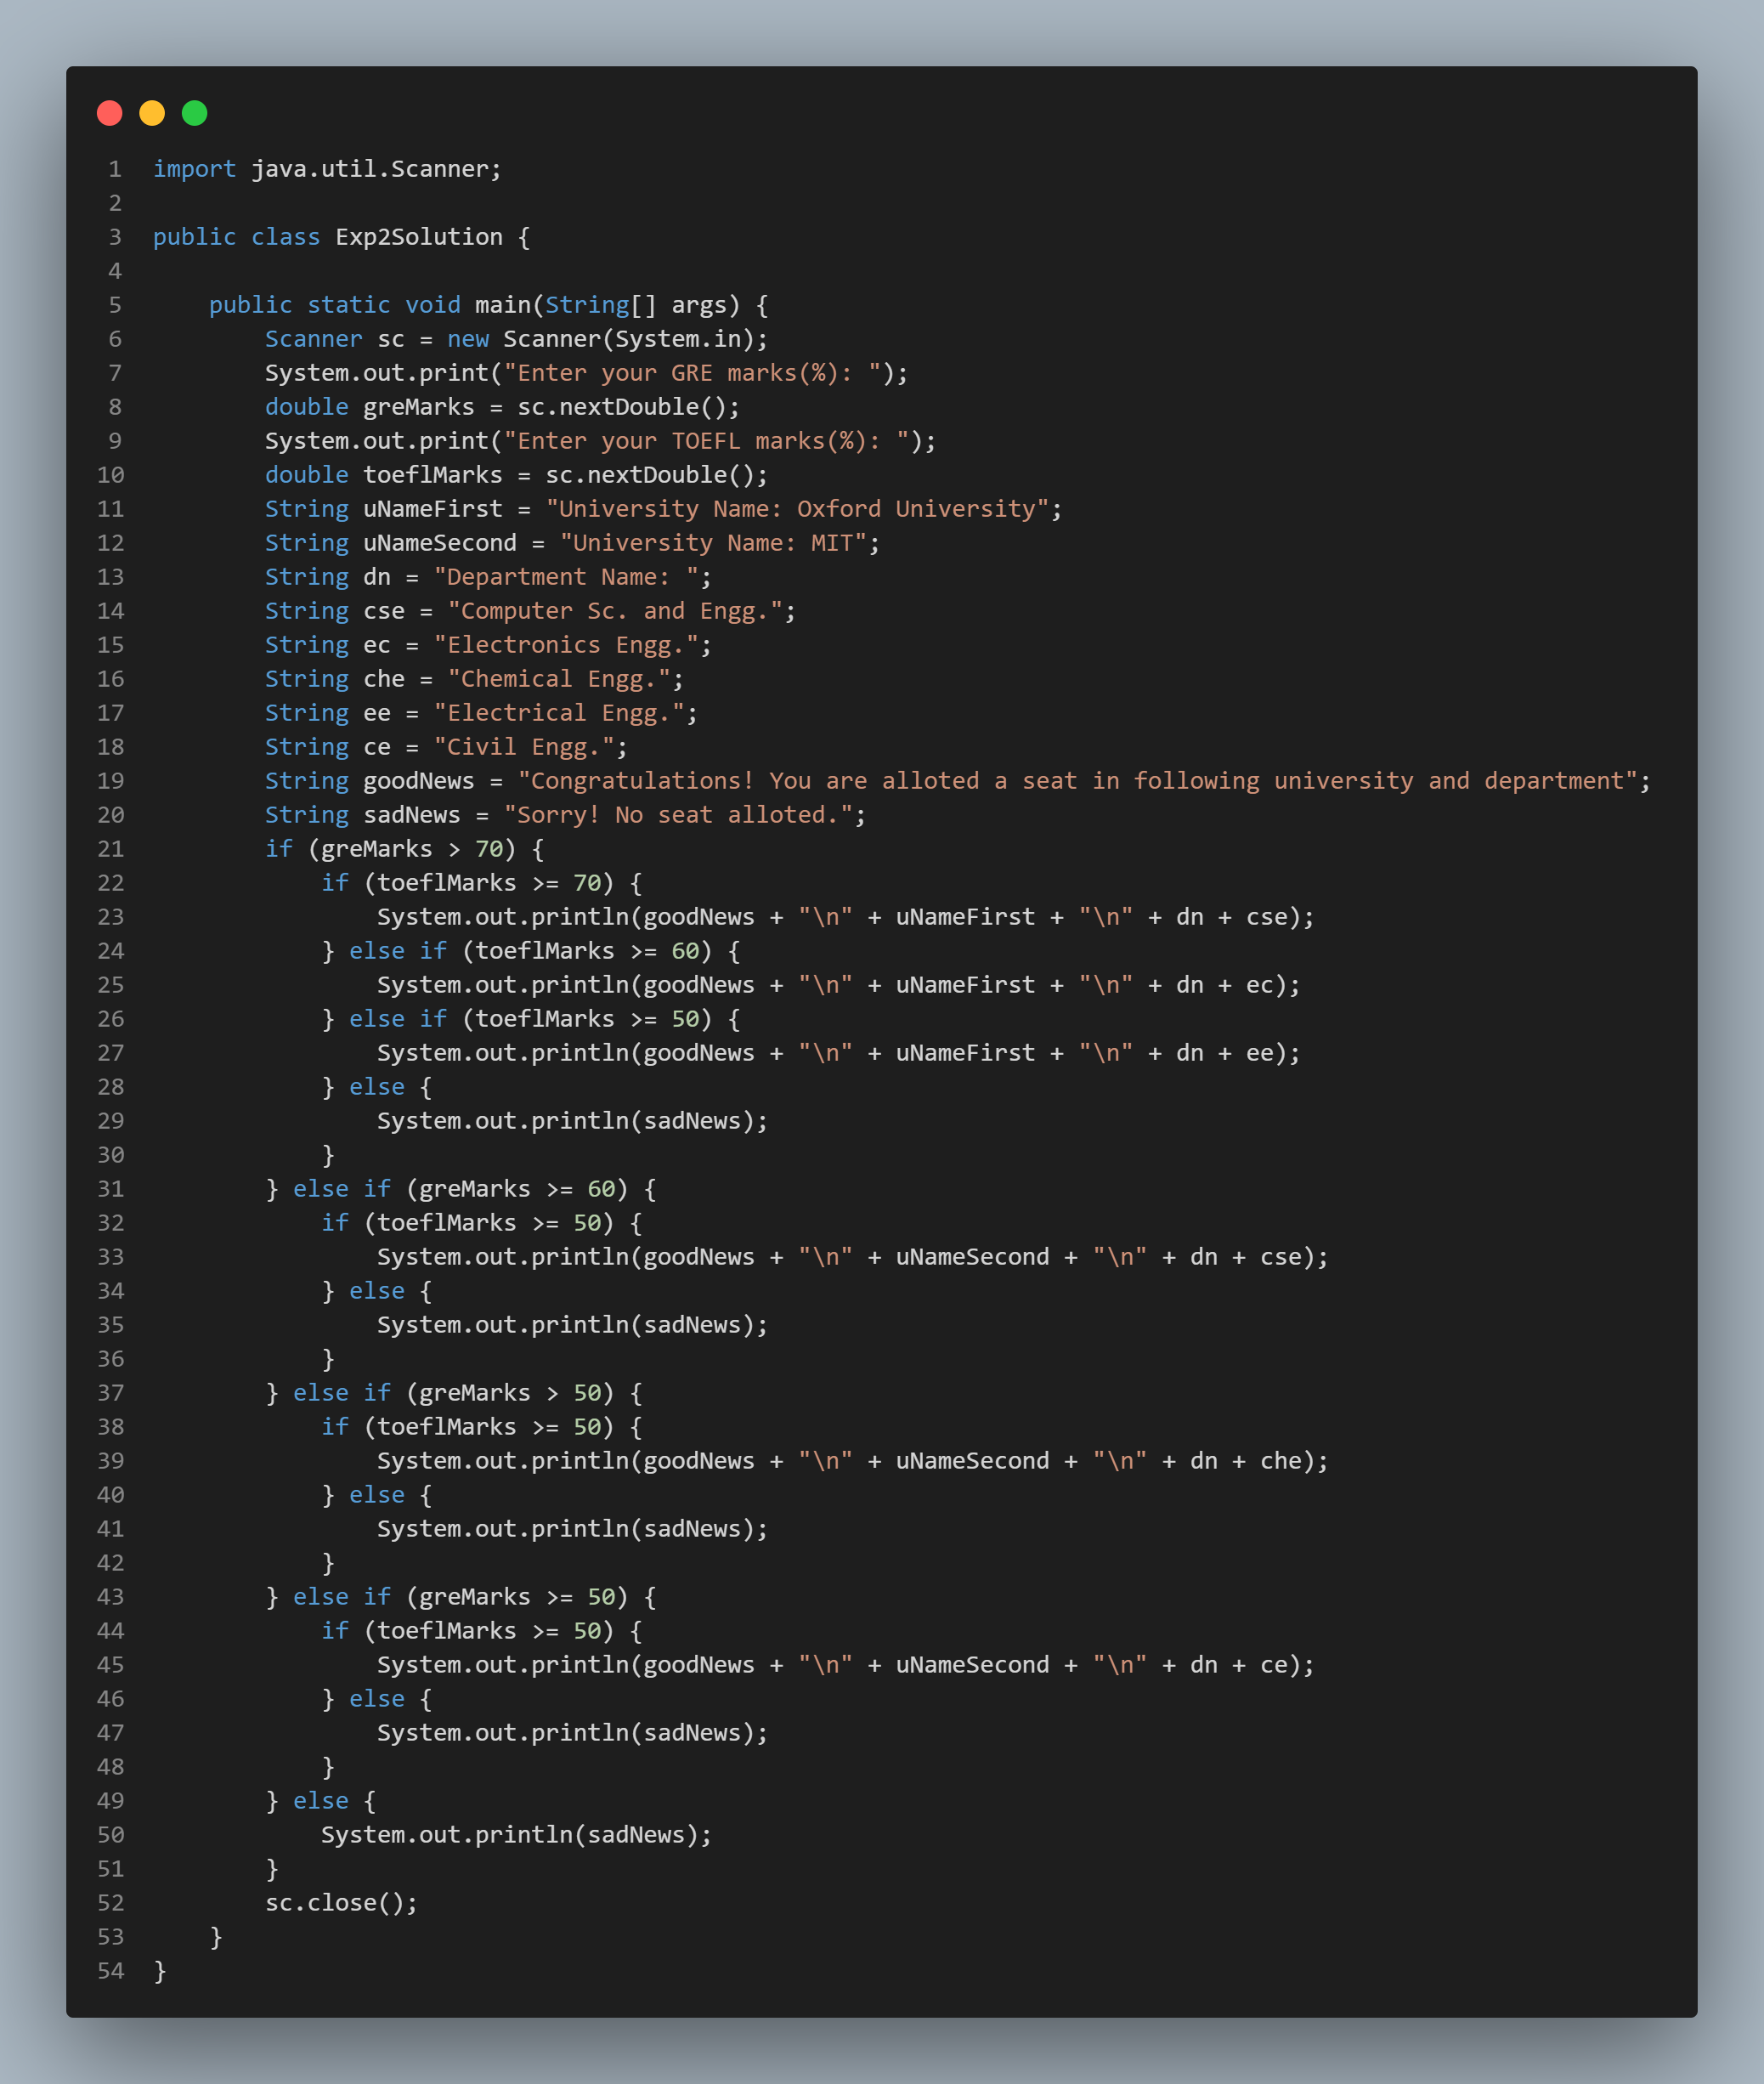 1 import java.util.Scanner;
2
3 public class Exp2Solution {
4
5     public static void main(String[] args) {
6         Scanner sc = new Scanner(System.in);
7         System.out.print("Enter your GRE marks(%): ");
8         double greMarks = sc.nextDouble();
9         System.out.print("Enter your TOEFL marks(%): ");
10         double toeflMarks = sc.nextDouble();
11         String uNameFirst = "University Name: Oxford University";
12         String uNameSecond = "University Name: MIT";
13         String dn = "Department Name: ";
14         String cse = "Computer Sc. and Engg.";
15         String ec = "Electronics Engg.";
16         String che = "Chemical Engg.";
17         String ee = "Electrical Engg.";
18         String ce = "Civil Engg.";
19         String goodNews = "Congratulations! You are alloted a seat in following university and department";
20         String sadNews = "Sorry! No seat alloted.";
21         if (greMarks > 70) {
22             if (toeflMarks >= 70) {
23                 System.out.println(goodNews + "\n" + uNameFirst + "\n" + dn + cse);
24             } else if (toeflMarks >= 60) {
25                 System.out.println(goodNews + "\n" + uNameFirst + "\n" + dn + ec);
26             } else if (toeflMarks >= 50) {
27                 System.out.println(goodNews + "\n" + uNameFirst + "\n" + dn + ee);
28             } else {
29                 System.out.println(sadNews);
30             }
31         } else if (greMarks >= 60) {
32             if (toeflMarks >= 50) {
33                 System.out.println(goodNews + "\n" + uNameSecond + "\n" + dn + cse);
34             } else {
35                 System.out.println(sadNews);
36             }
37         } else if (greMarks > 50) {
38             if (toeflMarks >= 50) {
39                 System.out.println(goodNews + "\n" + uNameSecond + "\n" + dn + che);
40             } else {
41                 System.out.println(sadNews);
42             }
43         } else if (greMarks >= 50) {
44             if (toeflMarks >= 50) {
45                 System.out.println(goodNews + "\n" + uNameSecond + "\n" + dn + ce);
46             } else {
47                 System.out.println(sadNews);
48             }
49         } else {
50             System.out.println(sadNews);
51         }
52         sc.close();
53     }
54 }